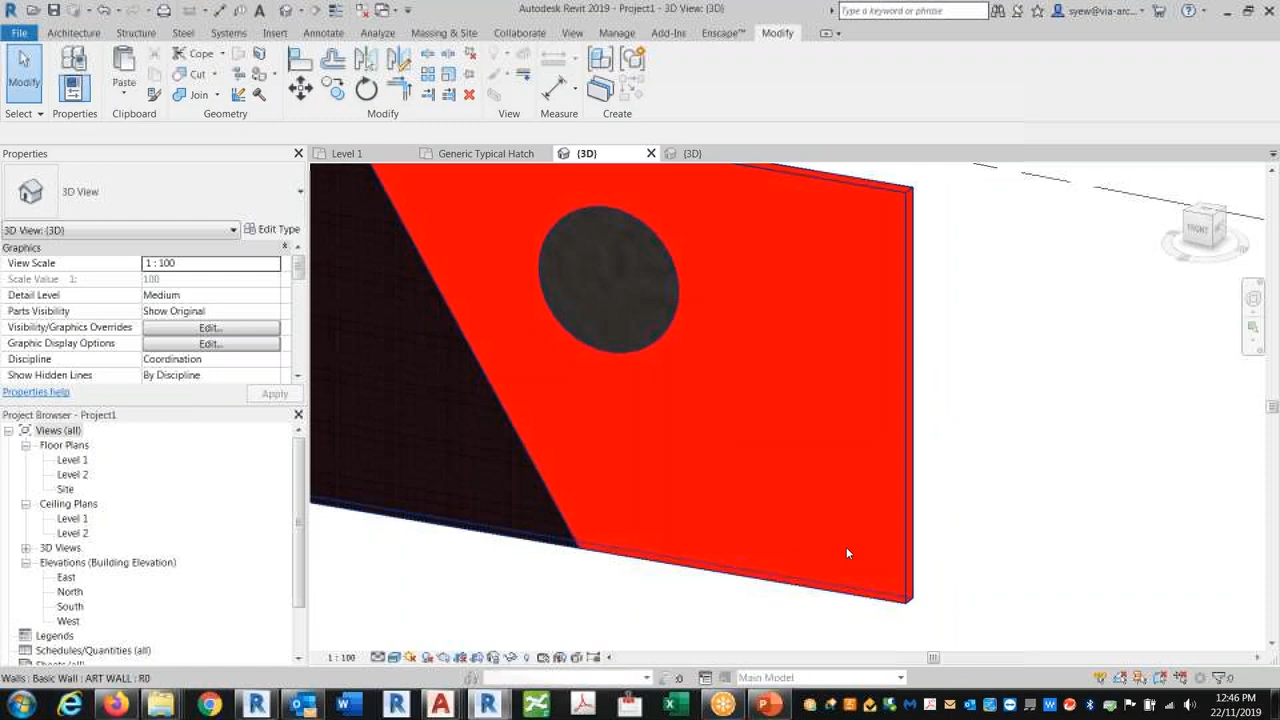 Autodesk Revit 2019 - Project1 - 3D View: {3D}
Type a keyword or phrase
syew@via-arc...
File
Architecture
Structure
Steel
Systems
Insert
Annotate
Analyze
Massing & Site
Collaborate
View
Manage
Add-Ins
Enscape™
Modify
Modify
Paste
Cope
Cut
Join
Select
Properties
Clipboard
Geometry
Modify
View
Measure
Create
Properties
Level 1
Generic Typical Hatch
{3D}
{3D}
3D View
3D View: {3D}
Edit Type
Graphics
View Scale
1 : 100
Scale Value 1:
100
Detail Level
Medium
Parts Visibility
Show Original
Visibility/Graphics Overrides
Edit...
Graphic Display Options
Edit...
Discipline
Coordination
Show Hidden Lines
By Discipline
Properties help
Apply
FRONT
Project Browser - Project1
Views (all)
Floor Plans
Level 1
Level 2
Site
Ceiling Plans
Level 1
Level 2
3D Views
Elevations (Building Elevation)
East
North
South
West
Legends
Schedules/Quantities (all)
1 : 100
Walls : Basic Wall : ART WALL : R0
:0
Main Model
:0
12:46 PM
22/11/2019